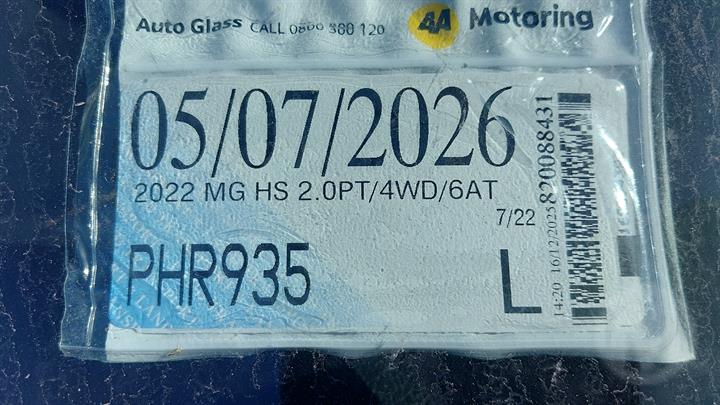 Auto Glass CALL 0800 380 120
AA Motoring
05/07/2026
2022 MG HS 2.0PT/4WD/6AT
7/22
PHR935
L
14:20 16/12/2025 820088431